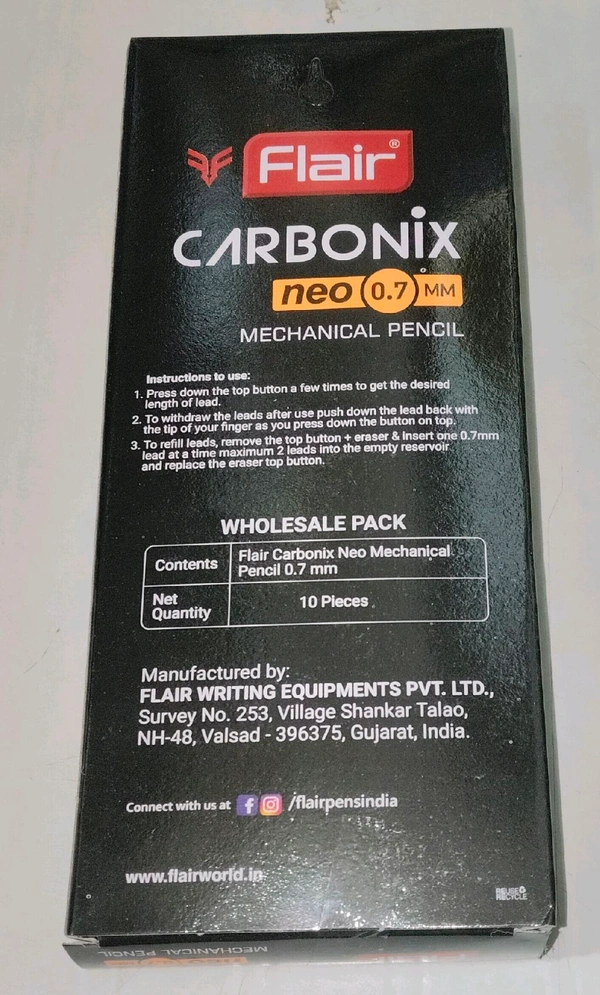 Flair®
CARBONiX
neo 0.7 MM
MECHANICAL PENCIL
Instructions to use:
1. Press down the top button a few times to get the desired
length of lead.
2. To withdraw the leads after use push down the lead back with
the tip of your finger as you press down the button on top.
3. To refill leads, remove the top button + eraser & Insert one 0.7mm
lead at a time maximum 2 leads into the empty reservoir
and replace the eraser top button.
WHOLESALE PACK
Contents
Flair Carbonix Neo Mechanical
Pencil 0.7 mm
Net
Quantity
10 Pieces
Manufactured by:
FLAIR WRITING EQUIPMENTS PVT. LTD.,
Survey No. 253, Village Shankar Talao,
NH-48, Valsad - 396375, Gujarat, India.
Connect with us at f /flairpensindia
www.flairworld.in
REUSE
RECYCLE
MECHANICAL PENCIL
neo 0.7 MM